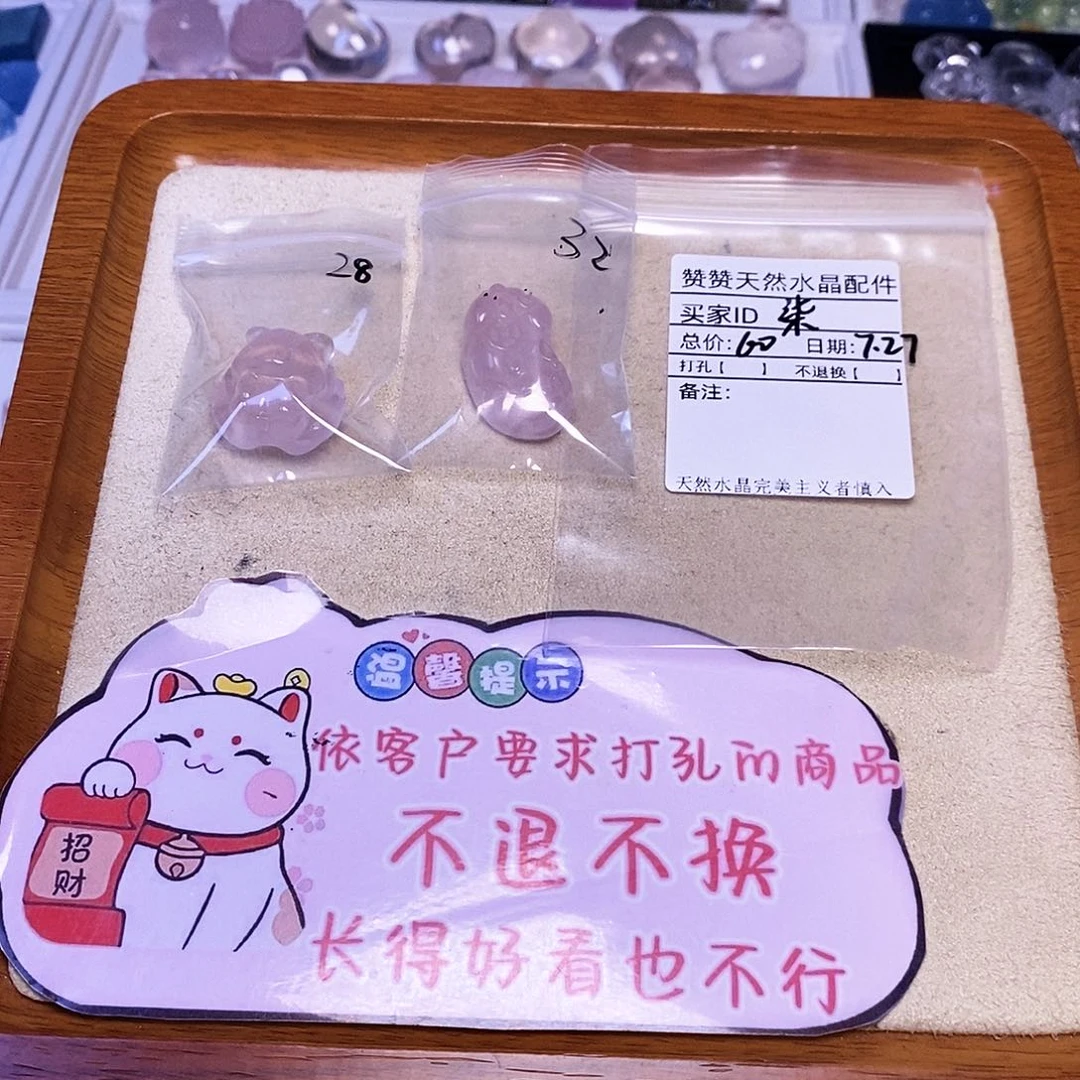 28
32
赞赞天然水晶配件
买家ID 柒
总价:60 日期:7.27
打孔【 】 不退换【 】
备注:
天然水晶完美主义者慎入
温馨提示
依客户要求打孔的商品
不退不换
长得好看也不行
招
财